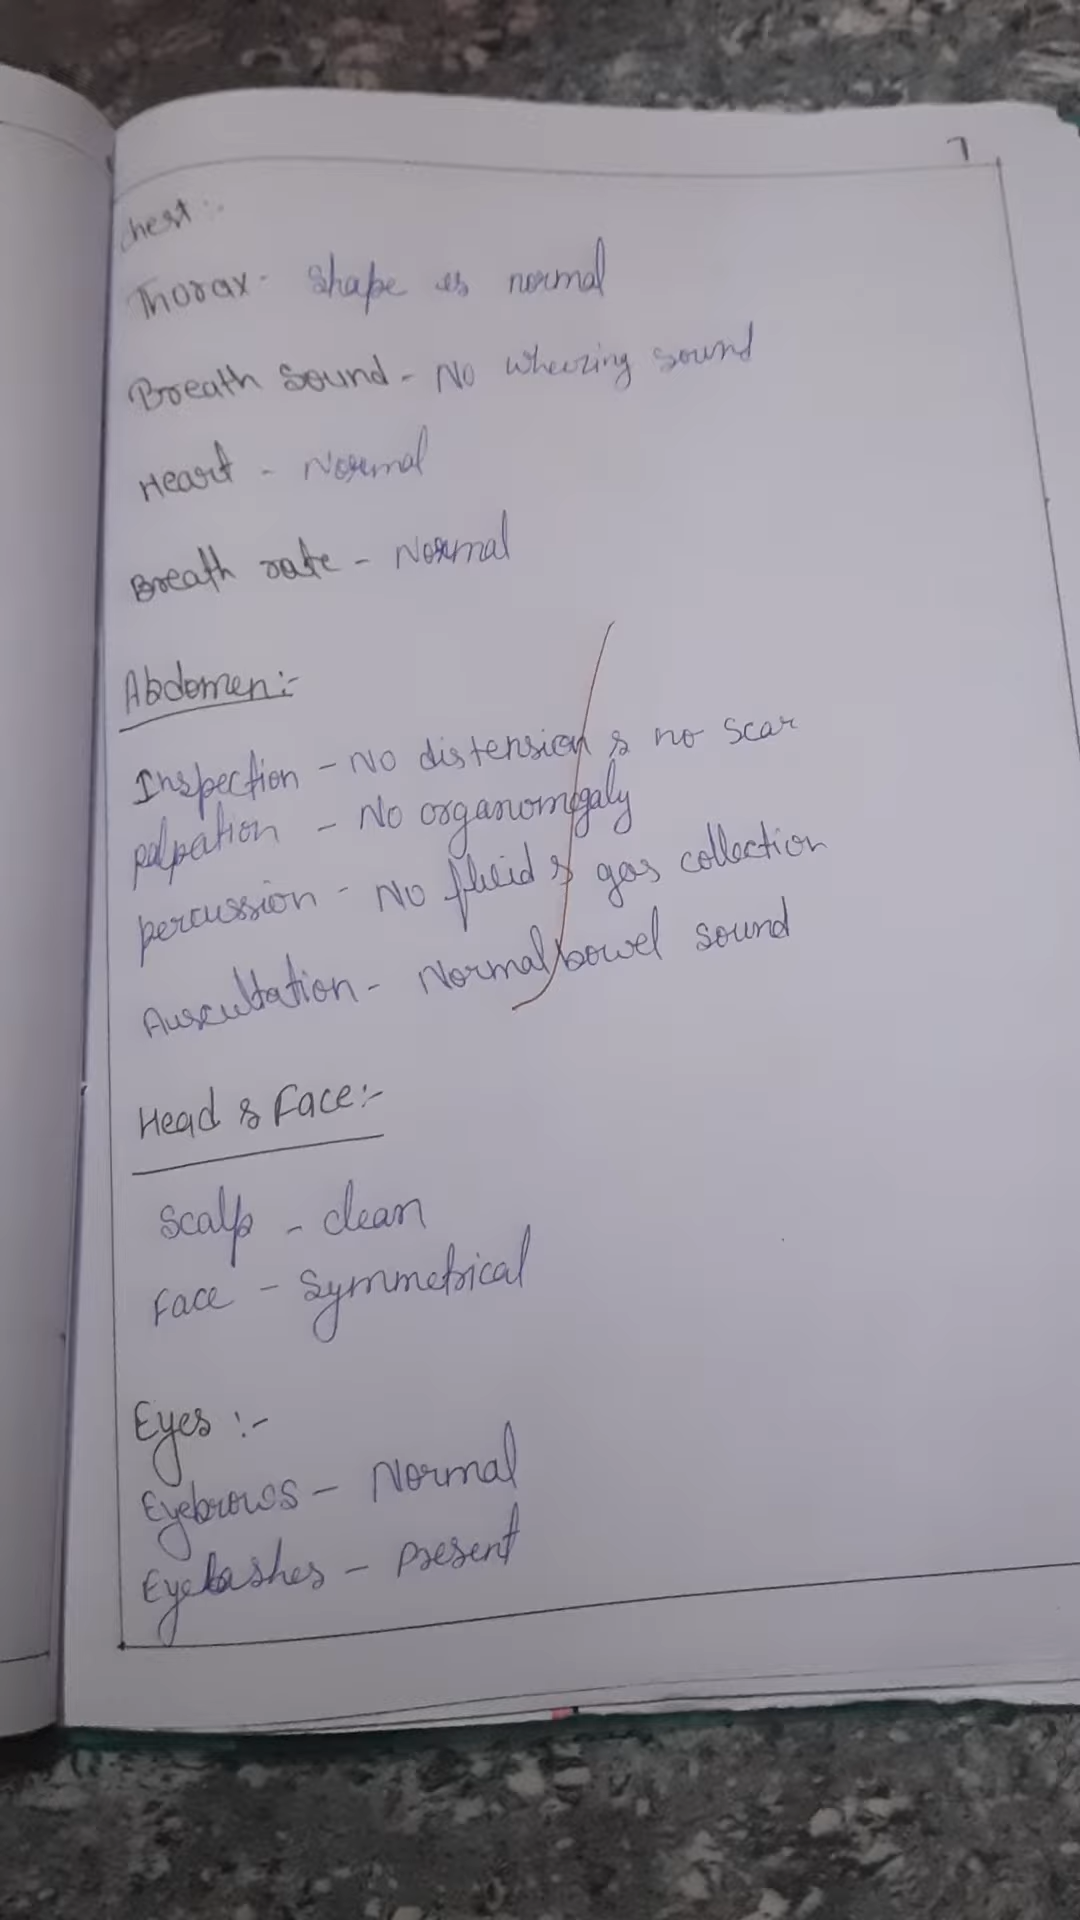 7
Chest :-
Thorax - Shape is normal
Breath Sound - No wheezing sound
Heart - Normal
Breath rate - Normal
Abdomen :-
Inspection - No distension & no scar
palpation - No organomegaly
percussion - No fluid & gas collection
Auscultation - Normal bowel sound
Head & Face :-
Scalp - clean
Face - Symmetrical
Eyes :-
Eyebrows - Normal
Eyelashes - Present